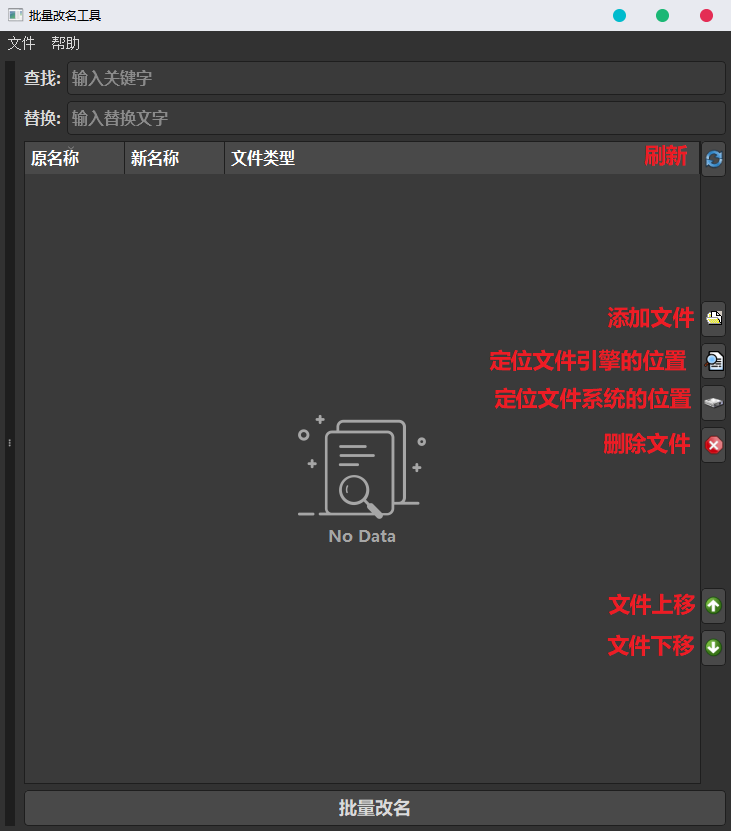 批量改名工具
文件 帮助
查找: 输入关键字
替换: 输入替换文字
原名称 新名称 文件类型 刷新
添加文件
定位文件引擎的位置
定位文件系统的位置
删除文件
No Data
文件上移
文件下移
批量改名